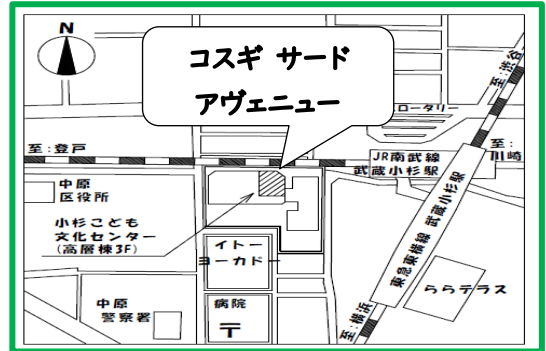 N
コスギ サード
アヴェニュー
ロータリー
至:渋谷
至:登戸
JR南武線
武蔵小杉駅
至:
川崎
中原
区役所
小杉こども
文化センター
(高層棟3F)
イトー
ヨーカドー
東急東横線 武蔵小杉駅
ららテラス
中原
警察署
病院
〒
至:横浜